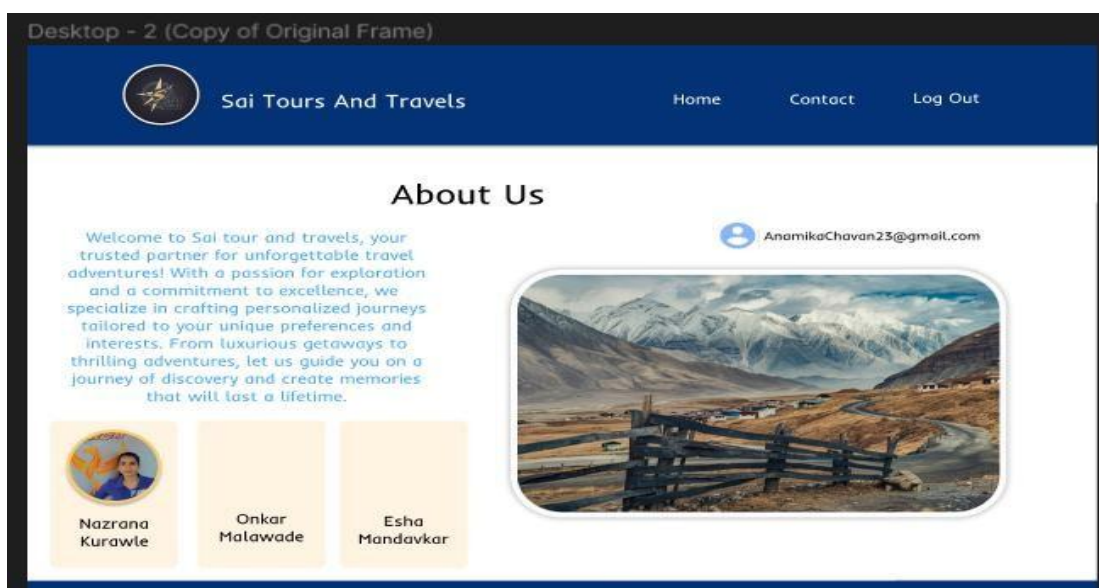 Desktop - 2 (Copy of Original Frame)
Sai Tours And Travels
Home
Contact
Log Out
About Us
AnamikaChavan23@gmail.com
Welcome to Sai tour and travels, your
trusted partner for unforgettable travel
adventures! With a passion for exploration
and a commitment to excellence, we
specialize in crafting personalized journeys
tailored to your unique preferences and
interests. From luxurious getaways to
thrilling adventures, let us guide you on a
journey of discovery and create memories
that will last a lifetime.
Nazrana
Kurawle
Onkar
Malawade
Esha
Mandavkar